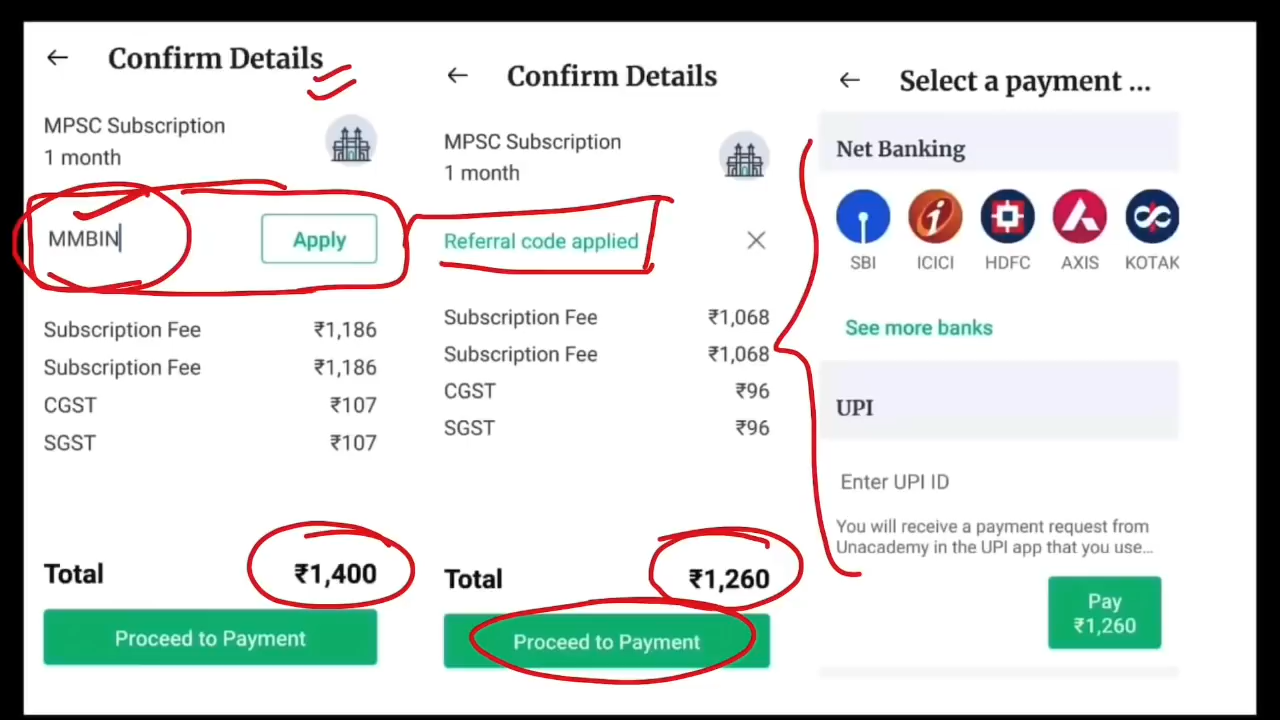 Confirm Details
MPSC Subscription
1 month
MMBIN
Apply
Subscription Fee ₹1,186
Subscription Fee ₹1,186
CGST ₹107
SGST ₹107
Total ₹1,400
Proceed to Payment
Confirm Details
MPSC Subscription
1 month
Referral code applied
Subscription Fee ₹1,068
Subscription Fee ₹1,068
CGST ₹96
SGST ₹96
Total ₹1,260
Proceed to Payment
Select a payment ...
Net Banking
SBI ICICI HDFC AXIS KOTAK
See more banks
UPI
Enter UPI ID
You will receive a payment request from
Unacademy in the UPI app that you use...
Pay
₹1,260